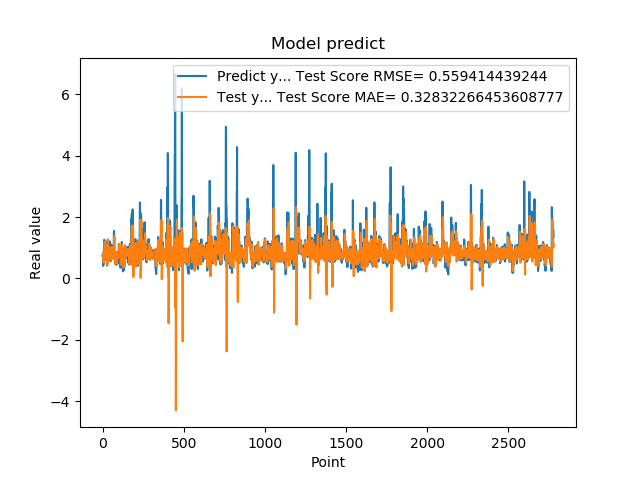 Model predict
Predict y... Test Score RMSE= 0.559414439244
Test y... Test Score MAE= 0.32832266453608777
Real value
6
4
2
0
−2
−4
0 500 1000 1500 2000 2500
Point